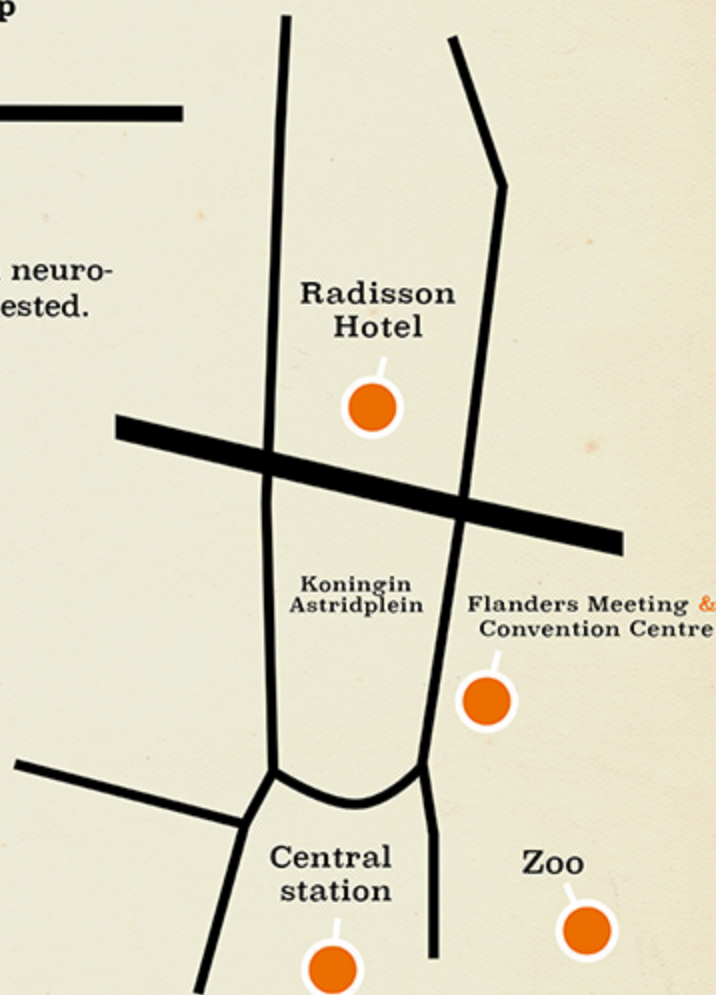 p
neuro-
ested.
Radisson
Hotel
Koningin
Astridplein
Flanders Meeting &
Convention Centre
Central
station
Zoo